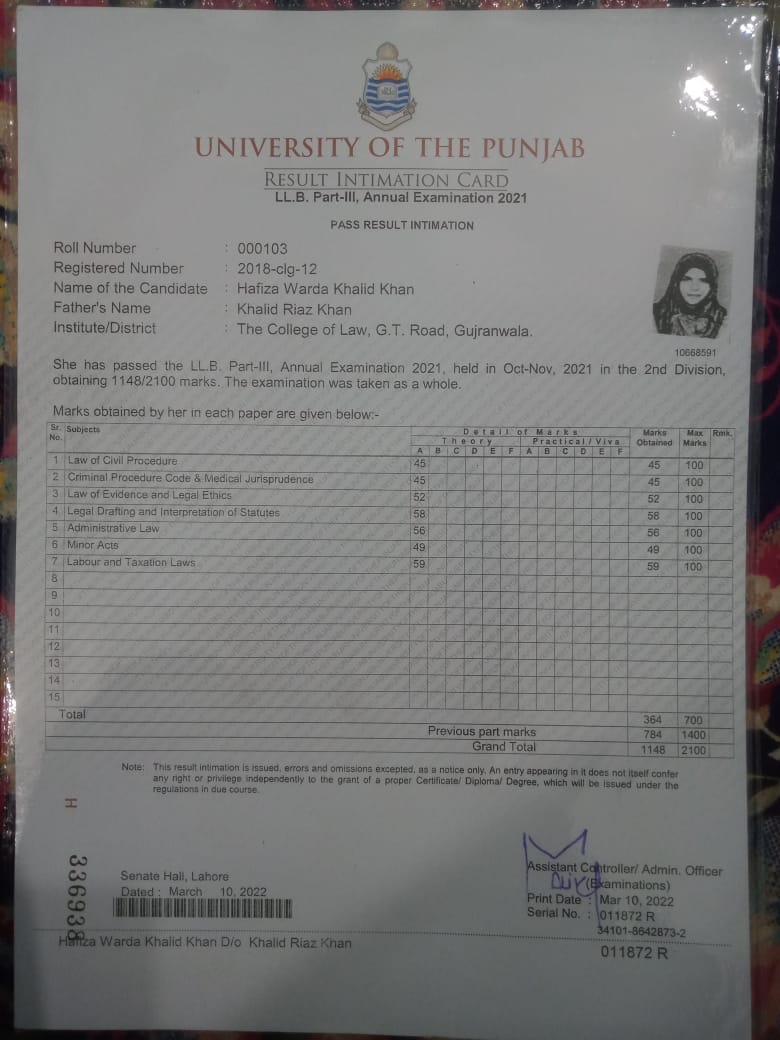 UNIVERSITY OF THE PUNJAB
RESULT INTIMATION CARD
LL.B. Part-III, Annual Examination 2021
PASS RESULT INTIMATION
Roll Number : 000103
Registered Number : 2018-clg-12
Name of the Candidate : Hafiza Warda Khalid Khan
Father's Name : Khalid Riaz Khan
Institute/District : The College of Law, G.T. Road, Gujranwala.
10668591
She has passed the LL.B. Part-III, Annual Examination 2021, held in Oct-Nov, 2021 in the 2nd Division,
obtaining 1148/2100 marks. The examination was taken as a whole.
Marks obtained by her in each paper are given below:-
Sr. No. Subjects Detail of Marks Marks Obtained Max Marks Rmk.
Theory Practical/Viva
A B C D E F A B C D E F
1 Law of Civil Procedure 45 45 100
2 Criminal Procedure Code & Medical Jurisprudence 45 45 100
3 Law of Evidence and Legal Ethics 52 52 100
4 Legal Drafting and Interpretation of Statutes 58 58 100
5 Administrative Law 56 56 100
6 Minor Acts 49 49 100
7 Labour and Taxation Laws 59 59 100
8
9
10
11
12
13
14
15
Total 364 700
Previous part marks 784 1400
Grand Total 1148 2100
Note: This result intimation is issued, errors and omissions excepted, as a notice only. An entry appearing in it does not itself confer
any right or privilege independently to the grant of a proper Certificate/ Diploma/ Degree, which will be issued under the
regulations in due course.
H 336938
Senate Hall, Lahore
Dated : March 10, 2022
Assistant Controller/ Admin. Officer
(Examinations)
Print Date : Mar 10, 2022
Serial No. : 011872 R
34101-8642873-2
Hafiza Warda Khalid Khan D/o Khalid Riaz Khan
011872 R